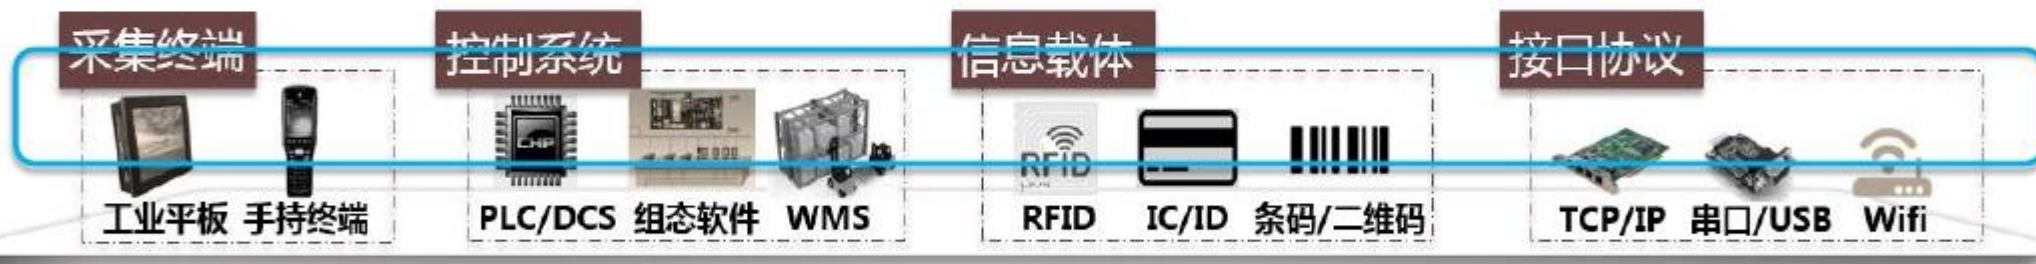 采集终端
控制系统
信息载体
接口协议
CHIP
RFID
工业平板 手持终端
PLC/DCS 组态软件 WMS
RFID IC/ID 条码/二维码
TCP/IP 串口/USB Wifi